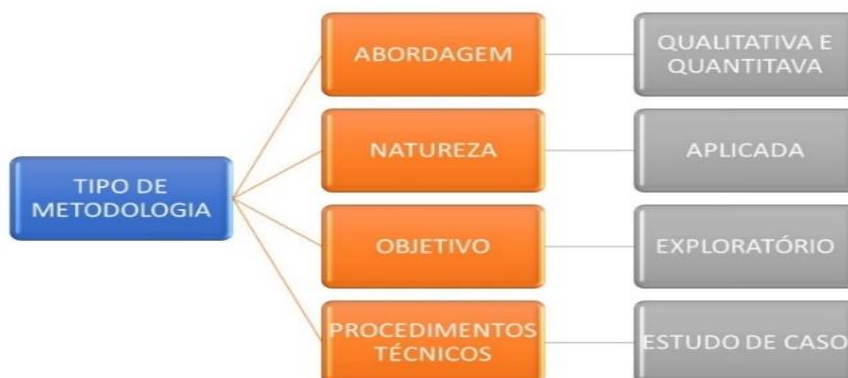 TIPO DE
METODOLOGIA
ABORDAGEM
QUALITATIVA E
QUANTITAVA
NATUREZA
APLICADA
OBJETIVO
EXPLORATÓRIO
PROCEDIMENTOS
TÉCNICOS
ESTUDO DE CASO